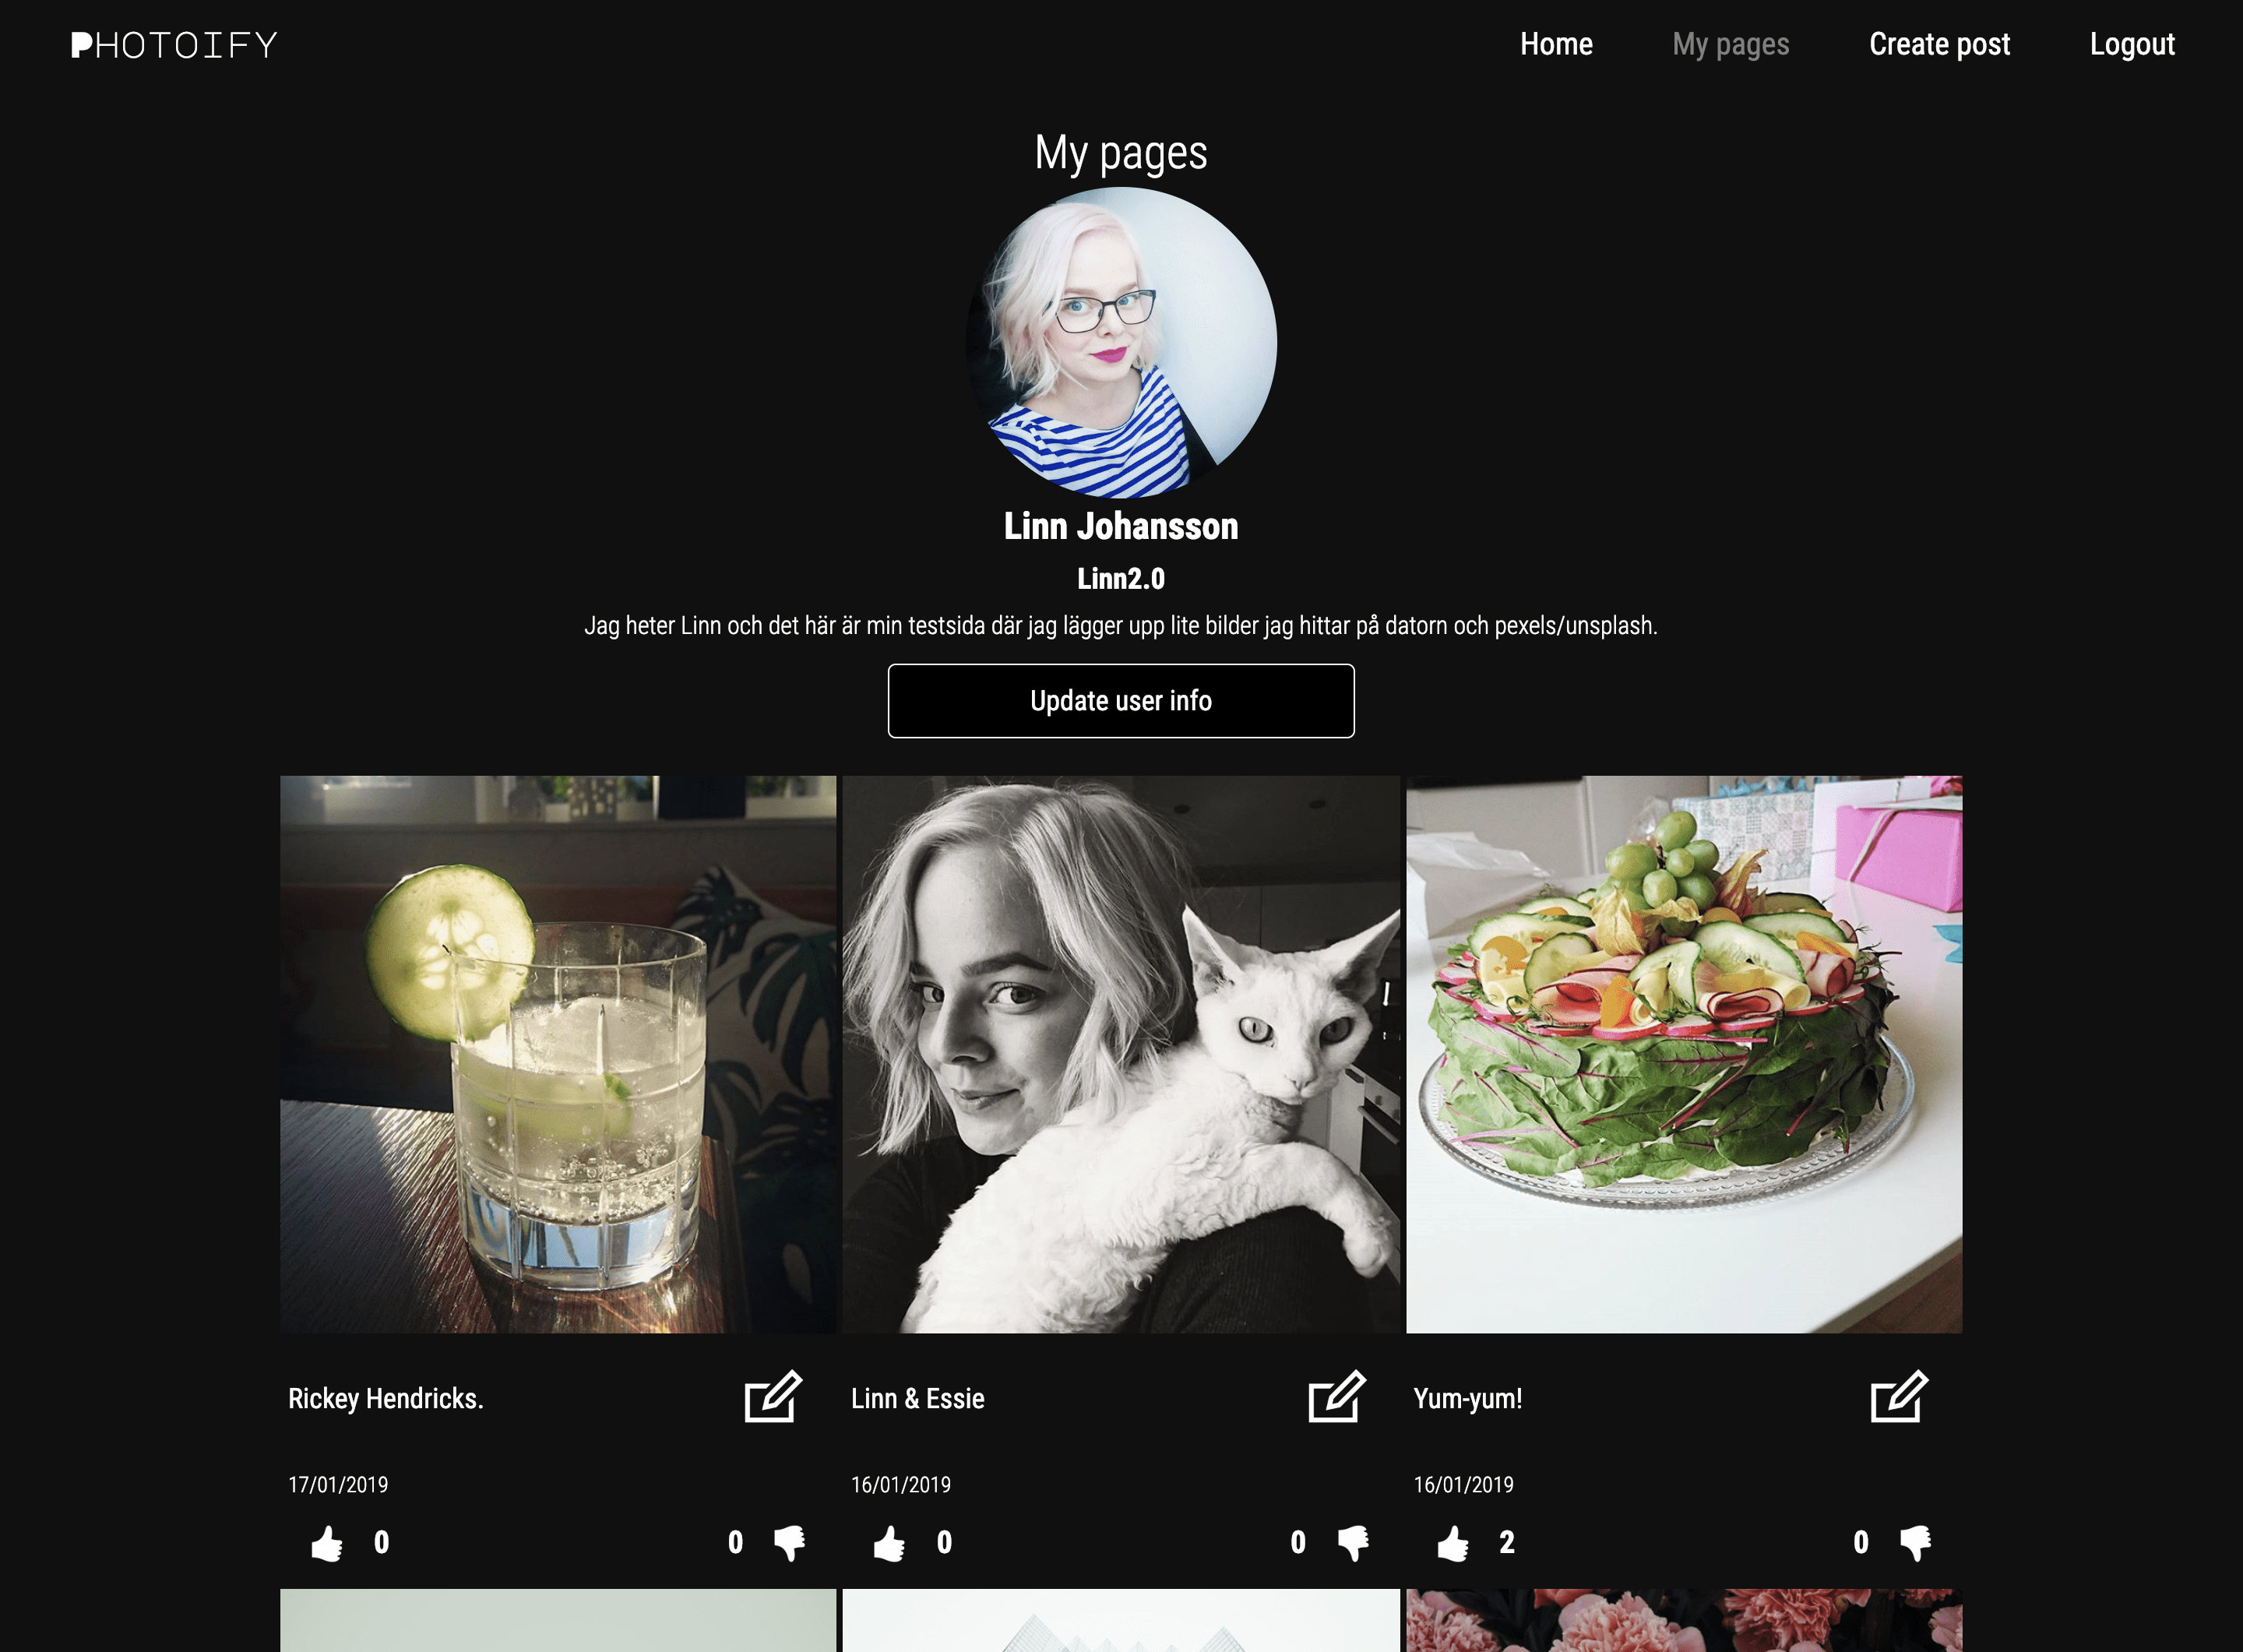 PHOTOIFY
Home My pages Create post Logout
My pages
Linn Johansson
Linn2.0
Jag heter Linn och det här är min testsida där jag lägger upp lite bilder jag hittar på datorn och pexels/unsplash.
Update user info
Rickey Hendricks. Linn & Essie Yum-yum!
17/01/2019 16/01/2019 16/01/2019
0 0 0 0 2 0